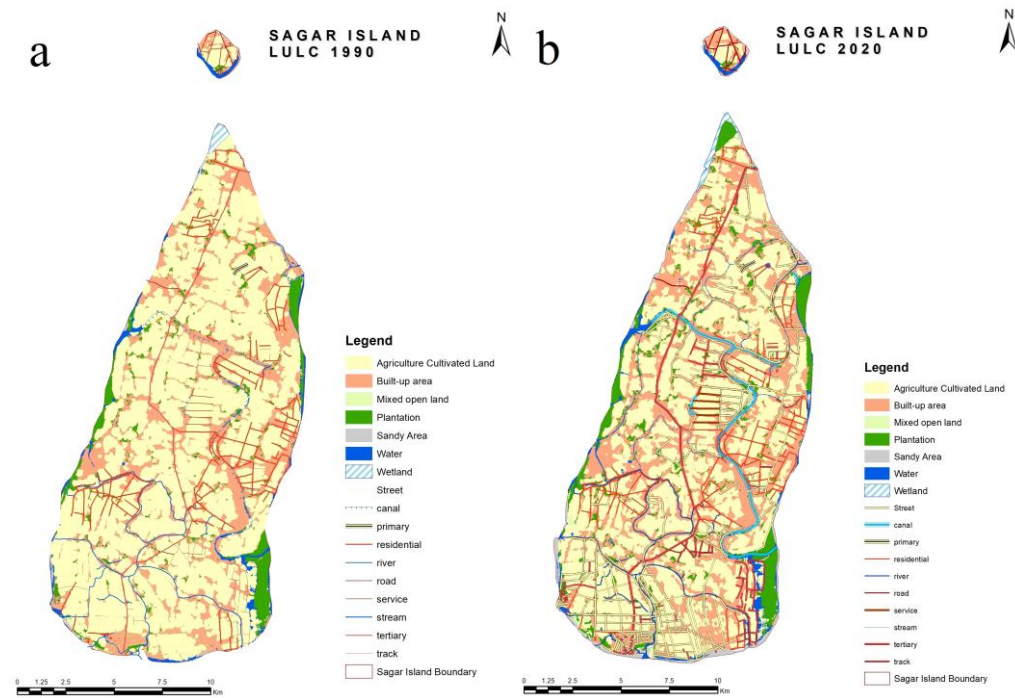 a
SAGAR ISLAND
LULC 1990
N
Legend
Agriculture Cultivated Land
Built-up area
Mixed open land
Plantation
Sandy Area
Water
Wetland
Street
canal
primary
residential
river
road
service
stream
tertiary
track
Sagar Island Boundary
0 1.25 2.5 5 7.5 10
Km
b
SAGAR ISLAND
LULC 2020
N
Legend
Agriculture Cultivated Land
Built-up area
Mixed open land
Plantation
Sandy Area
Water
Wetland
Street
canal
primary
residential
river
road
service
stream
tertiary
track
Sagar Island Boundary
0 1.25 2.5 5 7.5 10
Km